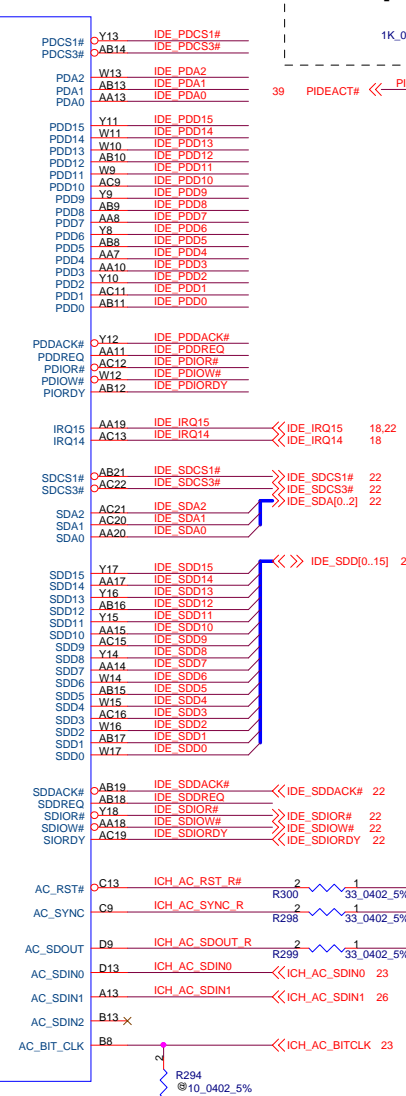 1K_0
PDCS1# Y13 IDE_PDCS1#
PDCS3# AB14 IDE_PDCS3#
PDA2 W13 IDE_PDA2
PDA1 AB13 IDE_PDA1
PDA0 AA13 IDE_PDA0
39 PIDEACT# PI
PDD15 Y11 IDE_PDD15
PDD14 W11 IDE_PDD14
PDD13 W10 IDE_PDD13
PDD12 AB10 IDE_PDD12
PDD11 W9 IDE_PDD11
PDD10 AC9 IDE_PDD10
PDD9 Y9 IDE_PDD9
PDD8 AB9 IDE_PDD8
PDD7 AA8 IDE_PDD7
PDD6 Y8 IDE_PDD6
PDD5 AB8 IDE_PDD5
PDD4 AA7 IDE_PDD4
PDD3 AA10 IDE_PDD3
PDD2 Y10 IDE_PDD2
PDD1 AC11 IDE_PDD1
PDD0 AB11 IDE_PDD0
PDDACK# Y12 IDE_PDDACK#
PDDREQ AA11 IDE_PDDREQ
PDIOR# AC12 IDE_PDIOR#
PDIOW# W12 IDE_PDIOW#
PIORDY AB12 IDE_PDIORDY
IRQ15 AA19 IDE_IRQ15 IDE_IRQ15 18,22
IRQ14 AC13 IDE_IRQ14 IDE_IRQ14 18
SDCS1# AB21 IDE_SDCS1# IDE_SDCS1# 22
SDCS3# AC22 IDE_SDCS3# IDE_SDCS3# 22
IDE_SDA[0..2] 22
SDA2 AC21 IDE_SDA2
SDA1 AC20 IDE_SDA1
SDA0 AA20 IDE_SDA0
IDE_SDD[0..15] 2
SDD15 Y17 IDE_SDD15
SDD14 AA17 IDE_SDD14
SDD13 Y16 IDE_SDD13
SDD12 AB16 IDE_SDD12
SDD11 Y15 IDE_SDD11
SDD10 AA15 IDE_SDD10
SDD9 AC15 IDE_SDD9
SDD8 Y14 IDE_SDD8
SDD7 AA14 IDE_SDD7
SDD6 W14 IDE_SDD6
SDD5 AB15 IDE_SDD5
SDD4 W15 IDE_SDD4
SDD3 AC16 IDE_SDD3
SDD2 W16 IDE_SDD2
SDD1 AB17 IDE_SDD1
SDD0 W17 IDE_SDD0
SDDACK# AB19 IDE_SDDACK# IDE_SDDACK# 22
SDDREQ AB18 IDE_SDDREQ
SDIOR# Y18 IDE_SDIOR# IDE_SDIOR# 22
SDIOW# AA18 IDE_SDIOW# IDE_SDIOW# 22
SIORDY AC19 IDE_SDIORDY IDE_SDIORDY 22
AC_RST# C13 ICH_AC_RST_R# 2 1
R300 33_0402_5%
AC_SYNC C9 ICH_AC_SYNC_R 2 1
R298 33_0402_5%
AC_SDOUT D9 ICH_AC_SDOUT_R 2 1
R299 33_0402_5%
AC_SDIN0 D13 ICH_AC_SDIN0 ICH_AC_SDIN0 23
AC_SDIN1 A13 ICH_AC_SDIN1 ICH_AC_SDIN1 26
AC_SDIN2 B13
AC_BIT_CLK B8 ICH_AC_BITCLK 23
2
R294
@10_0402_5%